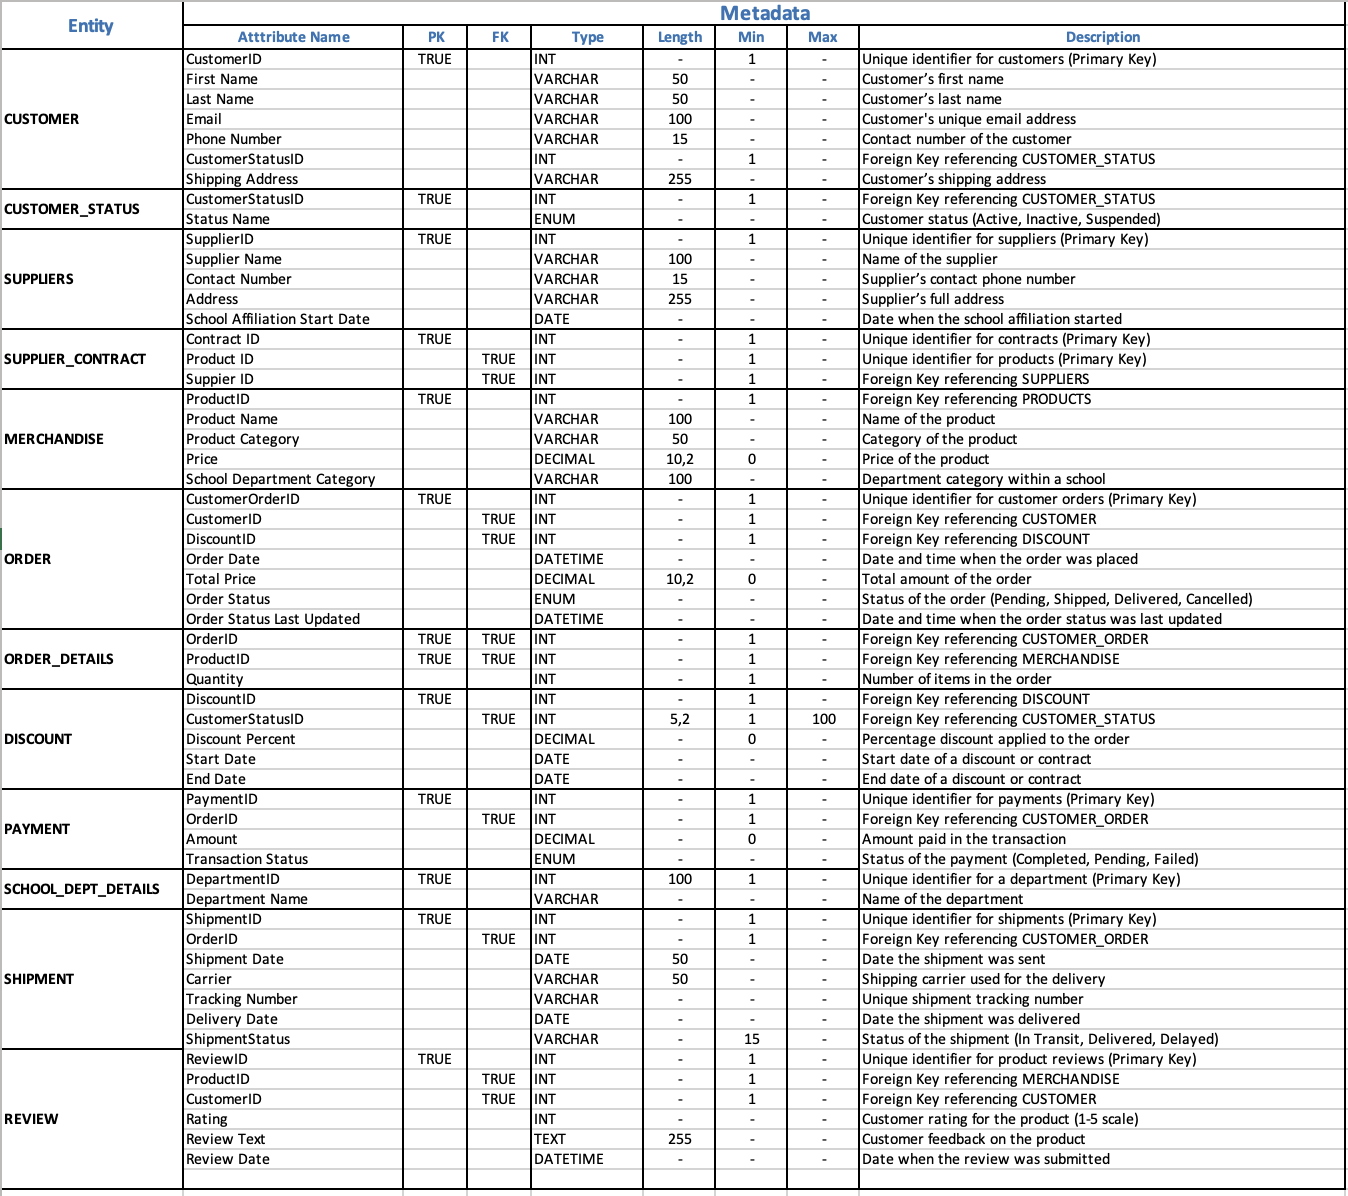 Entity Metadata
Atttribute Name PK FK Type Length Min Max Description
CustomerID TRUE INT - 1 - Unique identifier for customers (Primary Key)
First Name VARCHAR 50 - - Customer’s first name
Last Name VARCHAR 50 - - Customer’s last name
CUSTOMER Email VARCHAR 100 - - Customer's unique email address
Phone Number VARCHAR 15 - - Contact number of the customer
CustomerStatusID INT - 1 - Foreign Key referencing CUSTOMER_STATUS
Shipping Address VARCHAR 255 - - Customer’s shipping address
CUSTOMER_STATUS CustomerStatusID TRUE INT - 1 - Foreign Key referencing CUSTOMER_STATUS
Status Name ENUM - - - Customer status (Active, Inactive, Suspended)
SupplierID TRUE INT - 1 - Unique identifier for suppliers (Primary Key)
Supplier Name VARCHAR 100 - - Name of the supplier
SUPPLIERS Contact Number VARCHAR 15 - - Supplier’s contact phone number
Address VARCHAR 255 - - Supplier’s full address
School Affiliation Start Date DATE - - - Date when the school affiliation started
Contract ID TRUE INT - 1 - Unique identifier for contracts (Primary Key)
SUPPLIER_CONTRACT Product ID TRUE INT - 1 - Unique identifier for products (Primary Key)
Suppier ID TRUE INT - 1 - Foreign Key referencing SUPPLIERS
ProductID TRUE INT - 1 - Foreign Key referencing PRODUCTS
Product Name VARCHAR 100 - - Name of the product
MERCHANDISE Product Category VARCHAR 50 - - Category of the product
Price DECIMAL 10,2 0 - Price of the product
School Department Category VARCHAR 100 - - Department category within a school
CustomerOrderID TRUE INT - 1 - Unique identifier for customer orders (Primary Key)
CustomerID TRUE INT - 1 - Foreign Key referencing CUSTOMER
DiscountID TRUE INT - 1 - Foreign Key referencing DISCOUNT
ORDER Order Date DATETIME - - - Date and time when the order was placed
Total Price DECIMAL 10,2 0 - Total amount of the order
Order Status ENUM - - - Status of the order (Pending, Shipped, Delivered, Cancelled)
Order Status Last Updated DATETIME - - - Date and time when the order status was last updated
OrderID TRUE TRUE INT - 1 - Foreign Key referencing CUSTOMER_ORDER
ORDER_DETAILS ProductID TRUE TRUE INT - 1 - Foreign Key referencing MERCHANDISE
Quantity INT - 1 - Number of items in the order
DiscountID TRUE INT - 1 - Foreign Key referencing DISCOUNT
CustomerStatusID TRUE INT 5,2 1 100 Foreign Key referencing CUSTOMER_STATUS
DISCOUNT Discount Percent DECIMAL - 0 - Percentage discount applied to the order
Start Date DATE - - - Start date of a discount or contract
End Date DATE - - - End date of a discount or contract
PaymentID TRUE INT - 1 - Unique identifier for payments (Primary Key)
PAYMENT OrderID TRUE INT - 1 - Foreign Key referencing CUSTOMER_ORDER
Amount DECIMAL - 0 - Amount paid in the transaction
Transaction Status ENUM - - - Status of the payment (Completed, Pending, Failed)
SCHOOL_DEPT_DETAILS DepartmentID TRUE INT 100 1 - Unique identifier for a department (Primary Key)
Department Name VARCHAR - - - Name of the department
ShipmentID TRUE INT - 1 - Unique identifier for shipments (Primary Key)
OrderID TRUE INT - 1 - Foreign Key referencing CUSTOMER_ORDER
Shipment Date DATE 50 - - Date the shipment was sent
SHIPMENT Carrier VARCHAR 50 - - Shipping carrier used for the delivery
Tracking Number VARCHAR - - - Unique shipment tracking number
Delivery Date DATE - - - Date the shipment was delivered
ShipmentStatus VARCHAR - 15 - Status of the shipment (In Transit, Delivered, Delayed)
ReviewID TRUE INT - 1 - Unique identifier for product reviews (Primary Key)
ProductID TRUE INT - 1 - Foreign Key referencing MERCHANDISE
CustomerID TRUE INT - 1 - Foreign Key referencing CUSTOMER
REVIEW Rating INT - - - Customer rating for the product (1-5 scale)
Review Text TEXT 255 - - Customer feedback on the product
Review Date DATETIME - - - Date when the review was submitted